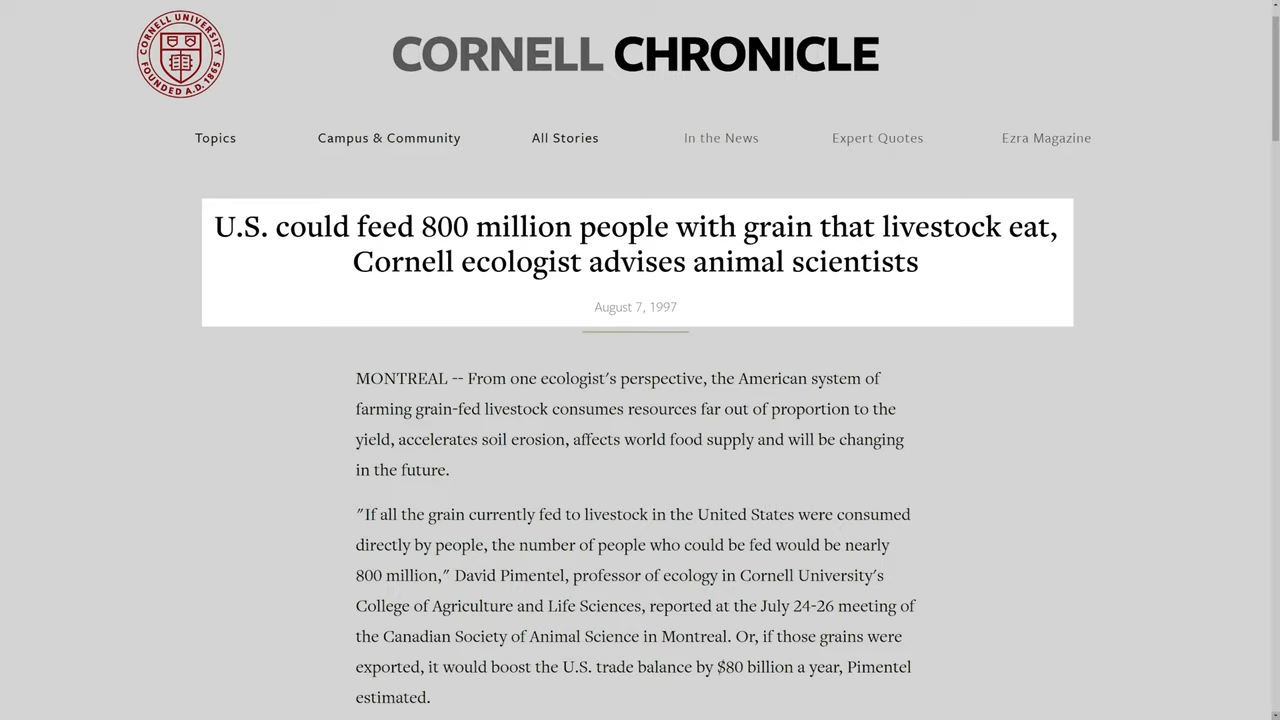 CORNELL UNIVERSITY
FOUNDED A.D. 1865
CORNELL CHRONICLE
Topics
Campus & Community
All Stories
In the News
Expert Quotes
Ezra Magazine
U.S. could feed 800 million people with grain that livestock eat,
Cornell ecologist advises animal scientists
August 7, 1997
MONTREAL -- From one ecologist's perspective, the American system of
farming grain-fed livestock consumes resources far out of proportion to the
yield, accelerates soil erosion, affects world food supply and will be changing
in the future.
"If all the grain currently fed to livestock in the United States were consumed
directly by people, the number of people who could be fed would be nearly
800 million," David Pimentel, professor of ecology in Cornell University's
College of Agriculture and Life Sciences, reported at the July 24-26 meeting of
the Canadian Society of Animal Science in Montreal. Or, if those grains were
exported, it would boost the U.S. trade balance by $80 billion a year, Pimentel
estimated.